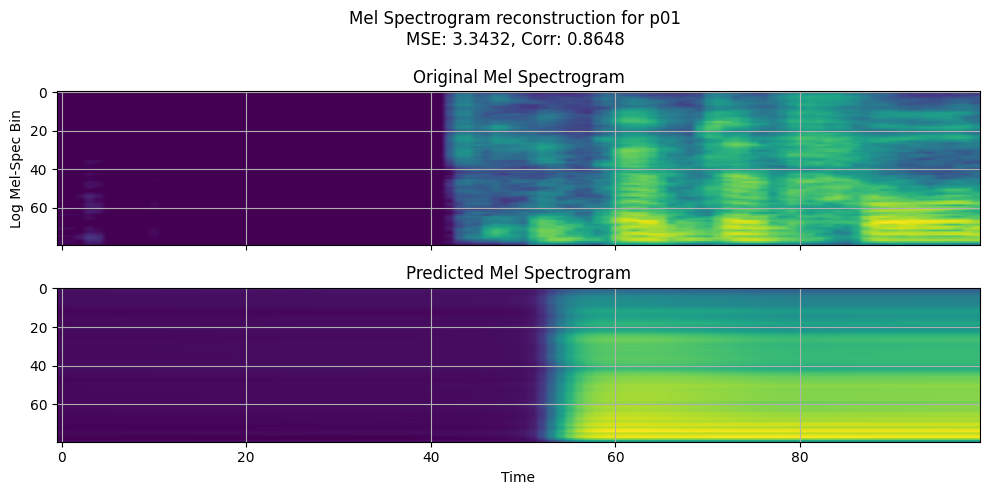 Mel Spectrogram reconstruction for p01
MSE: 3.3432, Corr: 0.8648
Original Mel Spectrogram
Log Mel-Spec Bin
0
20
40
60
Predicted Mel Spectrogram
0
20
40
60
0 20 40 60 80
Time